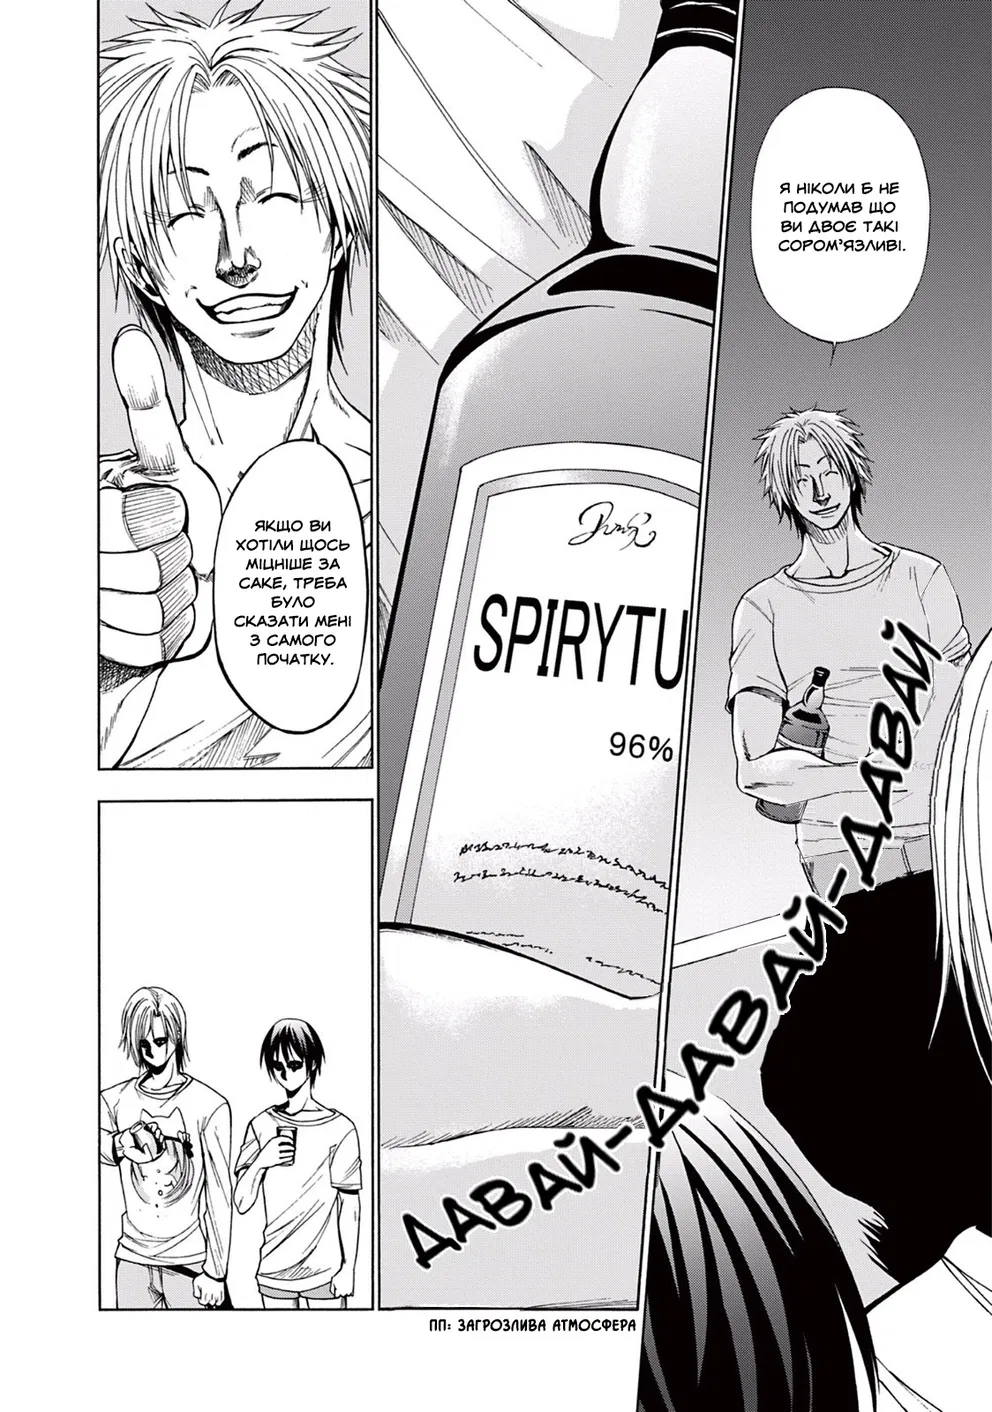 Я НІКОЛИ Б НЕ
ПОДУМАВ ЩО
ВИ ДВОЄ ТАКІ
СОРОМ'ЯЗЛИВІ.
SPIRYTU
96%
ДАВАЙ-ДАВАЙ-ДАВАЙ-ДАВАЙ
ЯКЩО ВИ
ХОТІЛИ ЩОСЬ
МІЦНІШЕ ЗА
САКЕ, ТРЕБА
БУЛО
СКАЗАТИ МЕНІ
З САМОГО
ПОЧАТКУ.
ПП: ЗАГРОЗЛИВА АТМОСФЕРА